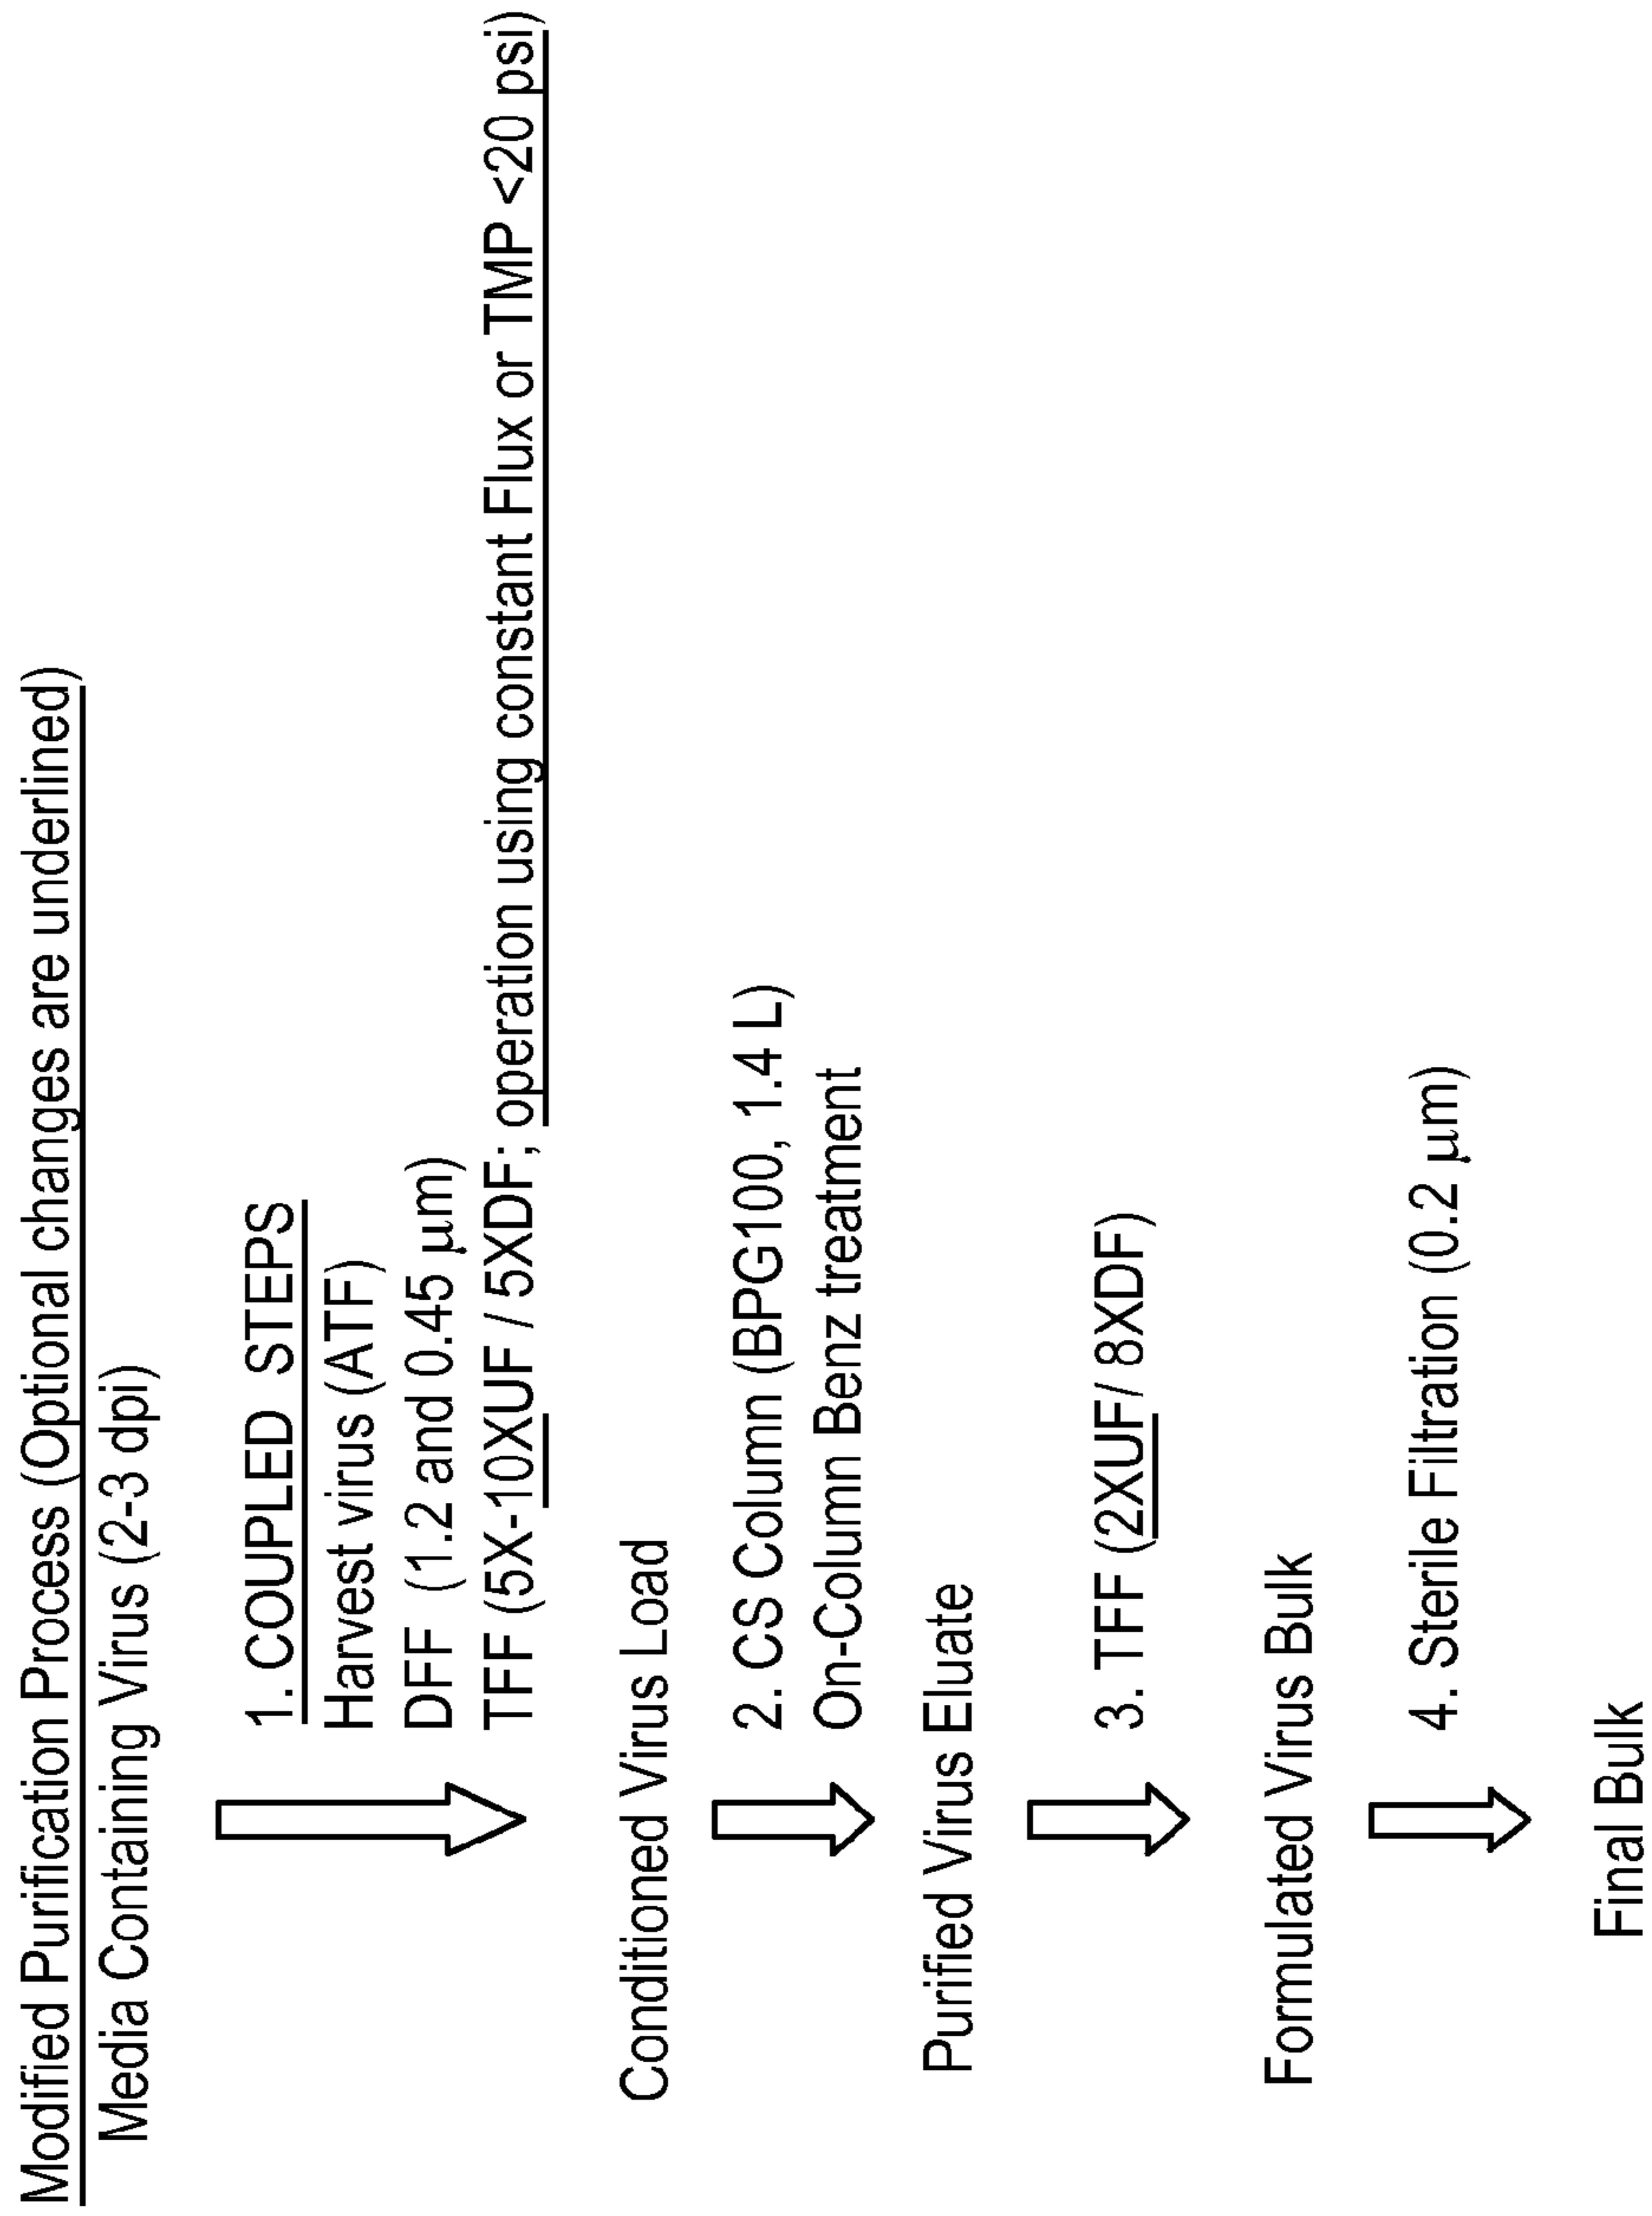 Modified Purification Process (Optional changes are underlined)
Media Containing Virus (2-3 dpi)
1. COUPLED STEPS
Harvest virus (ATF)
DFF (1.2 and 0.45 μm)
TFF (5X-10XUF / 5XDF; operation using constant Flux or TMP <20 psi)
Conditioned Virus Load
2. CS Column (BPG100, 1.4 L)
On-Column Benz treatment
Purified Virus Eluate
3. TFF (2XUF/ 8XDF)
Formulated Virus Bulk
4. Sterile Filtration (0.2 μm)
Final Bulk